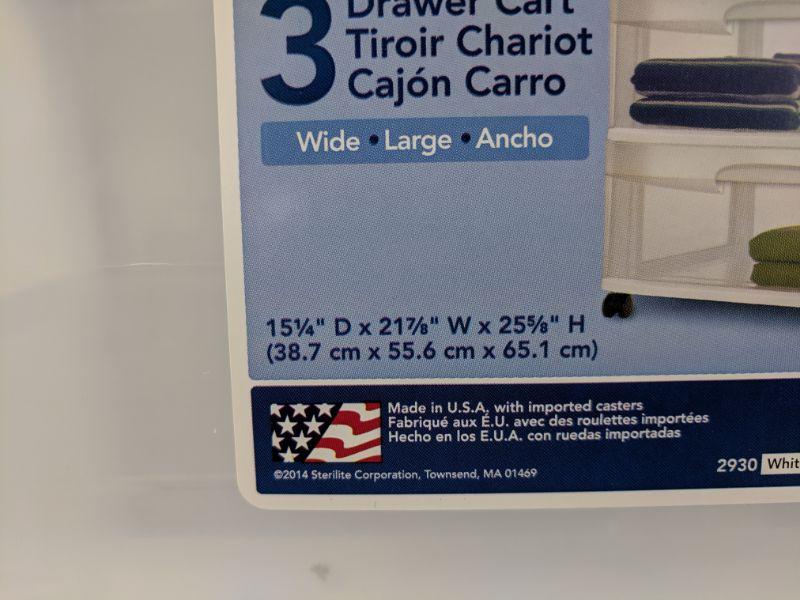 3
Drawer Cart
Tiroir Chariot
Cajón Carro
Wide • Large • Ancho
15¼" D x 21⅞" W x 25⅝" H
(38.7 cm x 55.6 cm x 65.1 cm)
Made in U.S.A. with imported casters
Fabriqué aux É.U. avec des roulettes importées
Hecho en los E.U.A. con ruedas importadas
©2014 Sterilite Corporation, Townsend, MA 01469
2930 Whit